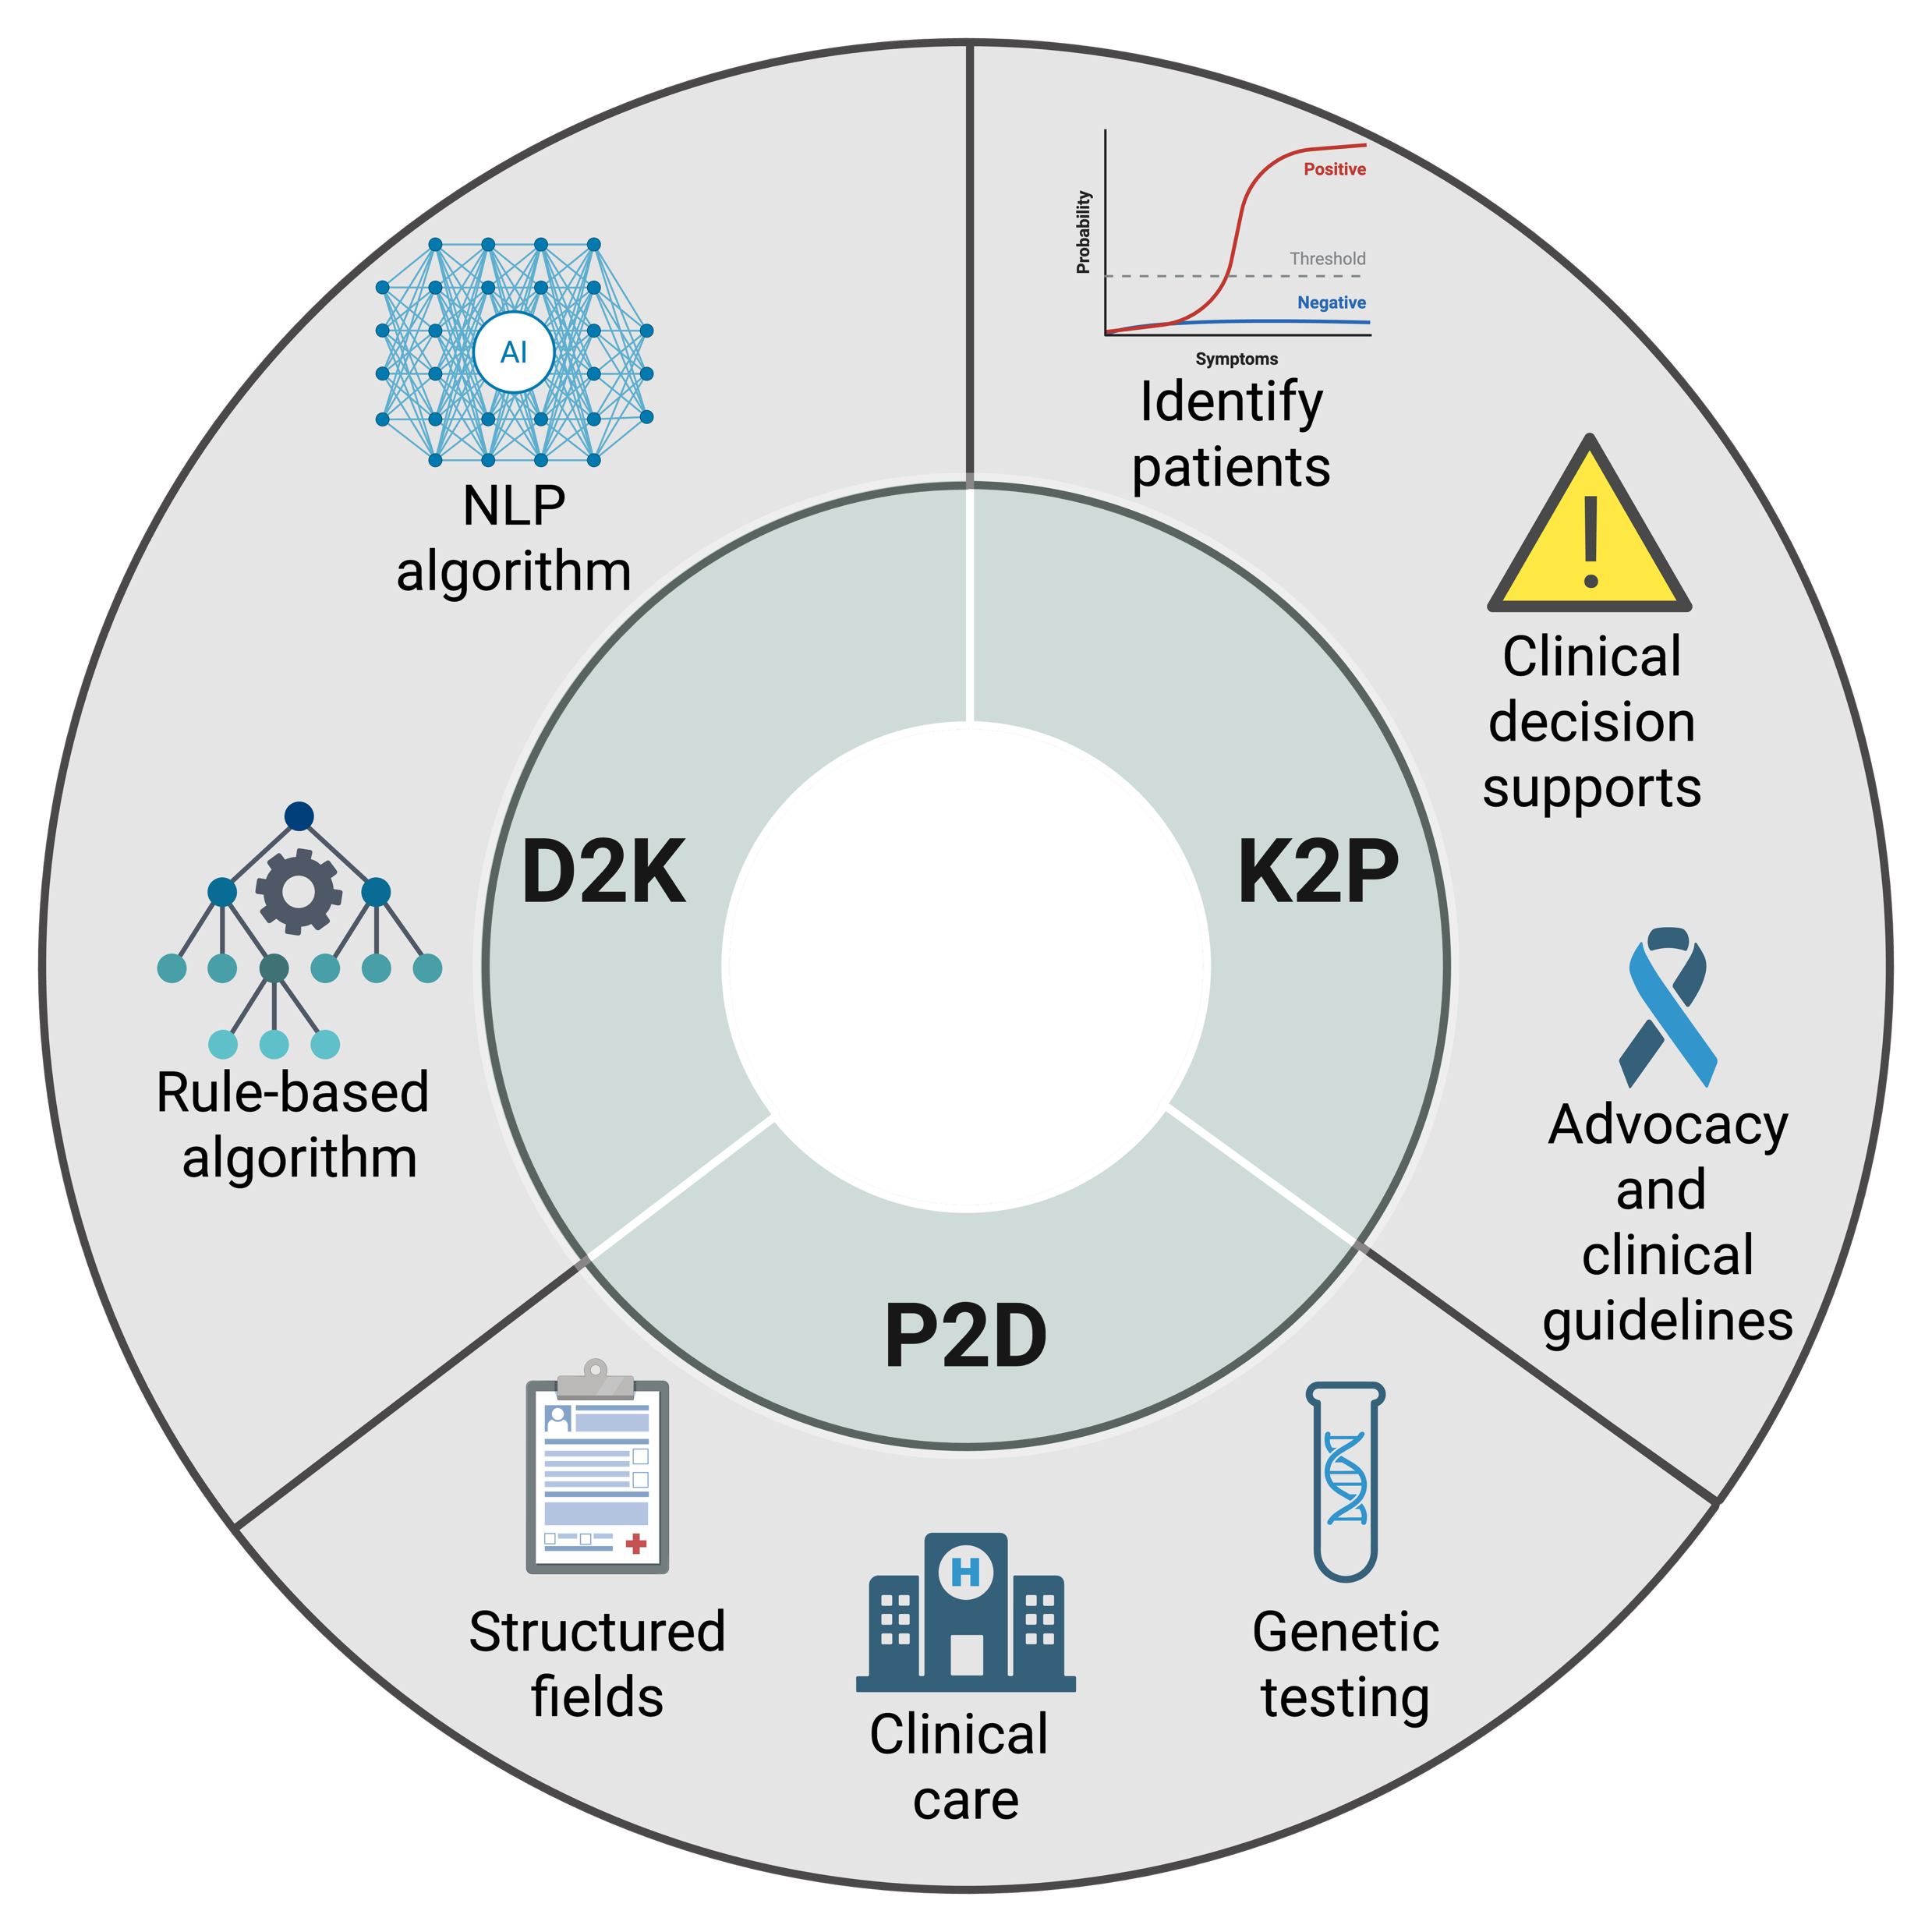 Probability
Positive
Threshold
Negative
Symptoms
Identify
patients
AI
NLP
algorithm
!
Clinical
decision
supports
D2K
K2P
Rule-based
algorithm
Advocacy
and
clinical
guidelines
P2D
Structured
fields
H
Clinical
care
Genetic
testing